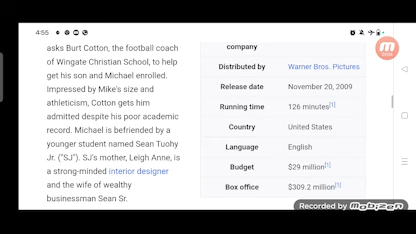 4:55
asks Burt Cotton, the football coach
of Wingate Christian School, to help
get his son and Michael enrolled.
Impressed by Mike's size and
athleticism, Cotton gets him
admitted despite his poor academic
record. Michael is befriended by a
younger student named Sean Tuohy
Jr. ("SJ"). SJ's mother, Leigh Anne, is
a strong-minded interior designer
and the wife of wealthy
businessman Sean Sr.
company
Distributed by Warner Bros. Pictures
Release date November 20, 2009
Running time 126 minutes[1]
Country United States
Language English
Budget $29 million[1]
Box office $309.2 million[1]
Recorded by Mobizen